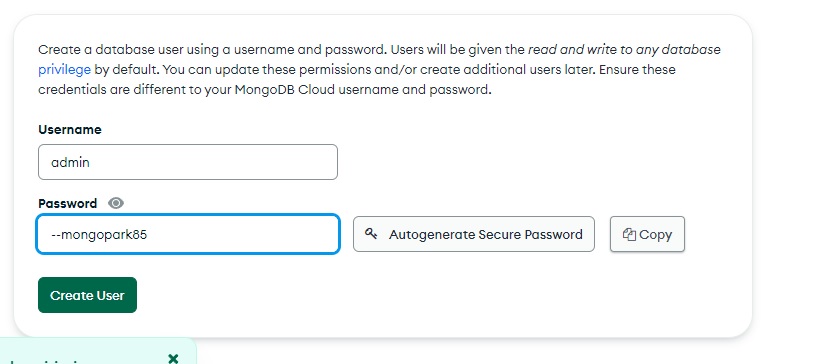 Create a database user using a username and password. Users will be given the read and write to any database
privilege by default. You can update these permissions and/or create additional users later. Ensure these
credentials are different to your MongoDB Cloud username and password.
Username
admin
Password
--mongopark85
Autogenerate Secure Password
Copy
Create User